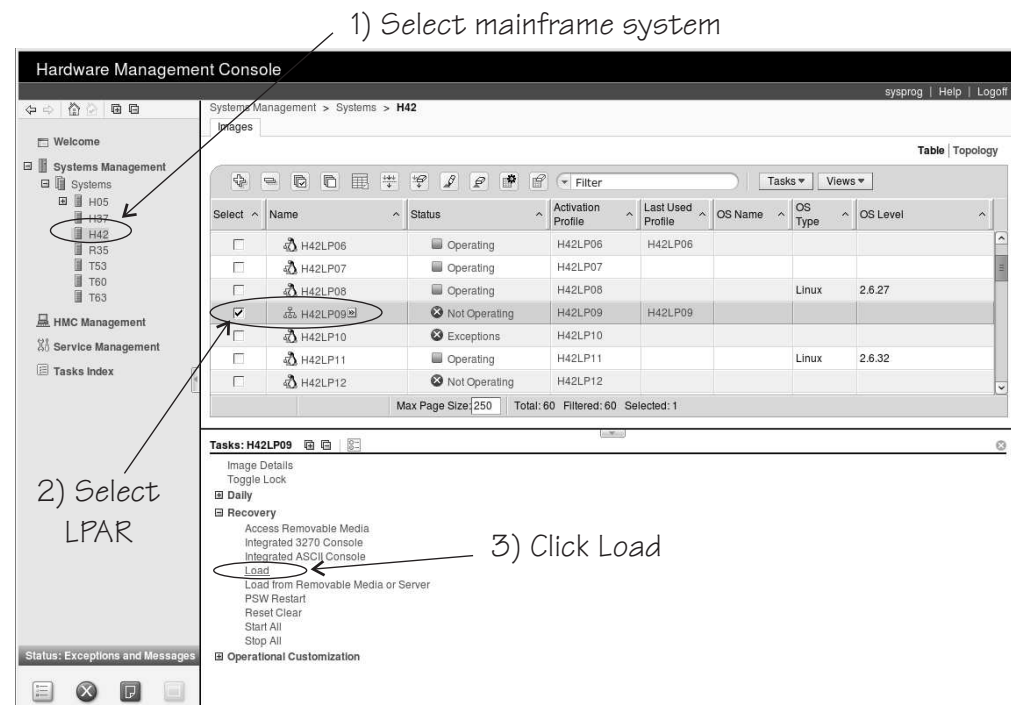 1) Select mainframe system
Hardware Management Console
sysprog | Help | Logoff
Systems Management > Systems > H42
Images
Welcome
Systems Management
Systems
H05
H37
H42
R35
T53
T60
T63
HMC Management
Service Management
Tasks Index
Table | Topology
Filter
Tasks Views
Select Name Status Activation Profile Last Used Profile OS Name OS Type OS Level
H42LP06 Operating H42LP06 H42LP06
H42LP07 Operating H42LP07
H42LP08 Operating H42LP08 Linux 2.6.27
H42LP09 Not Operating H42LP09 H42LP09
H42LP10 Exceptions H42LP10
H42LP11 Operating H42LP11 Linux 2.6.32
H42LP12 Not Operating H42LP12
Max Page Size: 250 Total: 60 Filtered: 60 Selected: 1
Tasks: H42LP09
Image Details
Toggle Lock
Daily
Recovery
Access Removable Media
Integrated 3270 Console
Integrated ASCII Console
Load
Load from Removable Media or Server
PSW Restart
Reset Clear
Start All
Stop All
Operational Customization
2) Select
LPAR
3) Click Load
Status: Exceptions and Messages